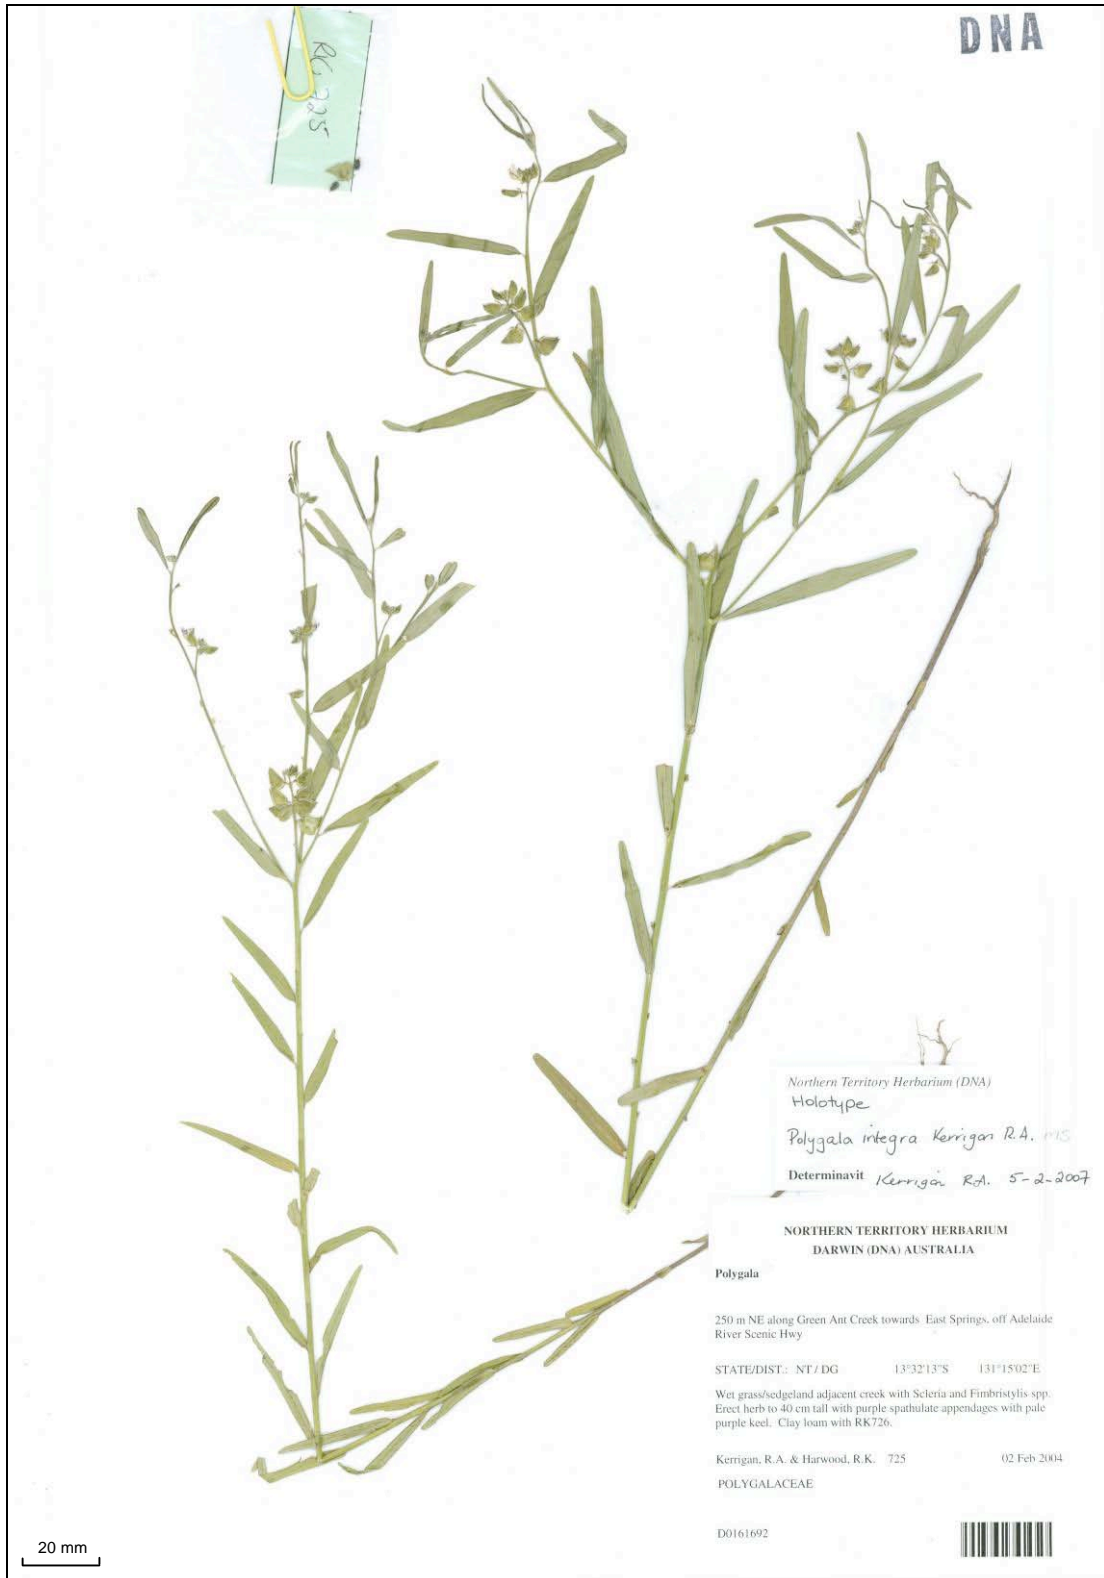 DNA
RK 725
Northern Territory Herbarium (DNA)
Holotype
Polygala integra Kerrigan R.A. MS
Determinavit Kerrigan R.A. 5-2-2007
NORTHERN TERRITORY HERBARIUM
DARWIN (DNA) AUSTRALIA
Polygala
250 m NE along Green Ant Creek towards East Springs, off Adelaide
River Scenic Hwy
STATE/DIST.: NT / DG 13°32'13"S 131°15'02"E
Wet grass/sedgeland adjacent creek with Scleria and Fimbristylis spp.
Erect herb to 40 cm tall with purple spathulate appendages with pale
purple keel. Clay loam with RK726.
Kerrigan, R.A. & Harwood, R.K. 725 02 Feb 2004
POLYGALACEAE
D0161692
20 mm